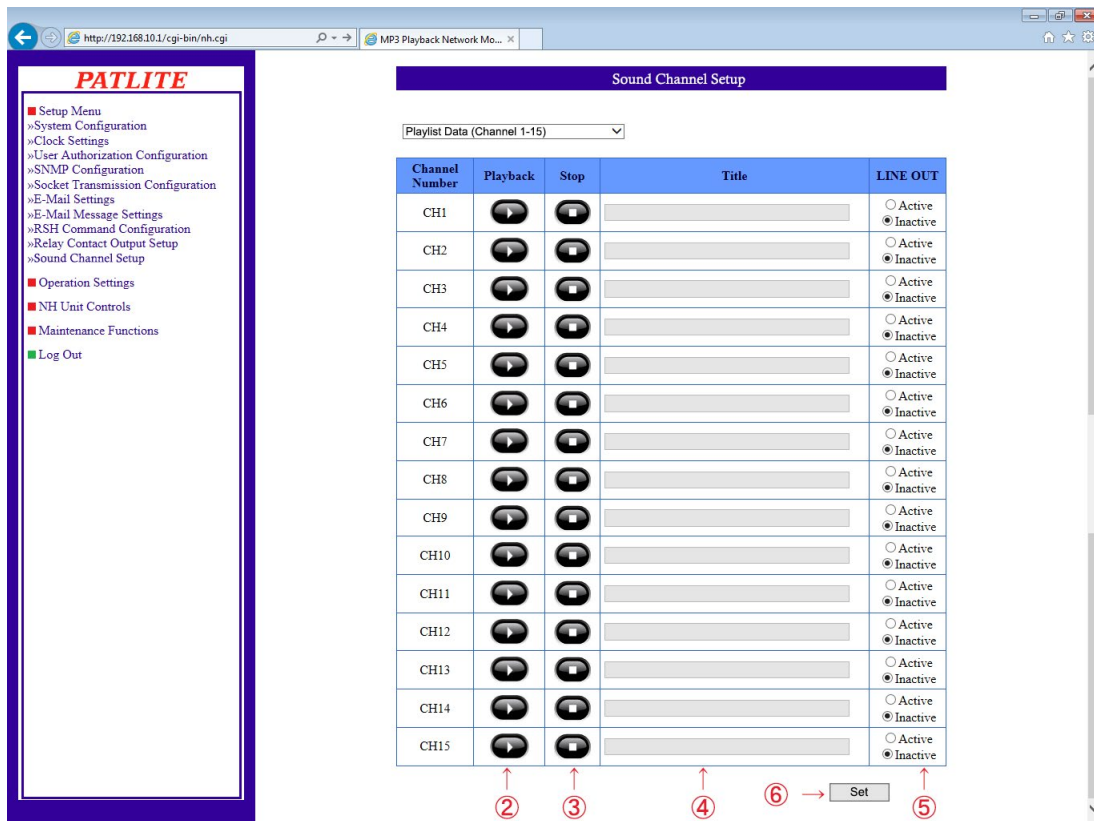 http://192.168.10.1/cgi-bin/nh.cgi
MP3 Playback Network Mo...
PATLITE
Setup Menu
»System Configuration
»Clock Settings
»User Authorization Configuration
»SNMP Configuration
»Socket Transmission Configuration
»E-Mail Settings
»E-Mail Message Settings
»RSH Command Configuration
»Relay Contact Output Setup
»Sound Channel Setup
Operation Settings
NH Unit Controls
Maintenance Functions
Log Out
Sound Channel Setup
Playlist Data (Channel 1-15)
Channel Number Playback Stop Title LINE OUT
CH1 Active
Inactive
CH2 Active
Inactive
CH3 Active
Inactive
CH4 Active
Inactive
CH5 Active
Inactive
CH6 Active
Inactive
CH7 Active
Inactive
CH8 Active
Inactive
CH9 Active
Inactive
CH10 Active
Inactive
CH11 Active
Inactive
CH12 Active
Inactive
CH13 Active
Inactive
CH14 Active
Inactive
CH15 Active
Inactive
② ③ ④ ⑥ → Set ⑤